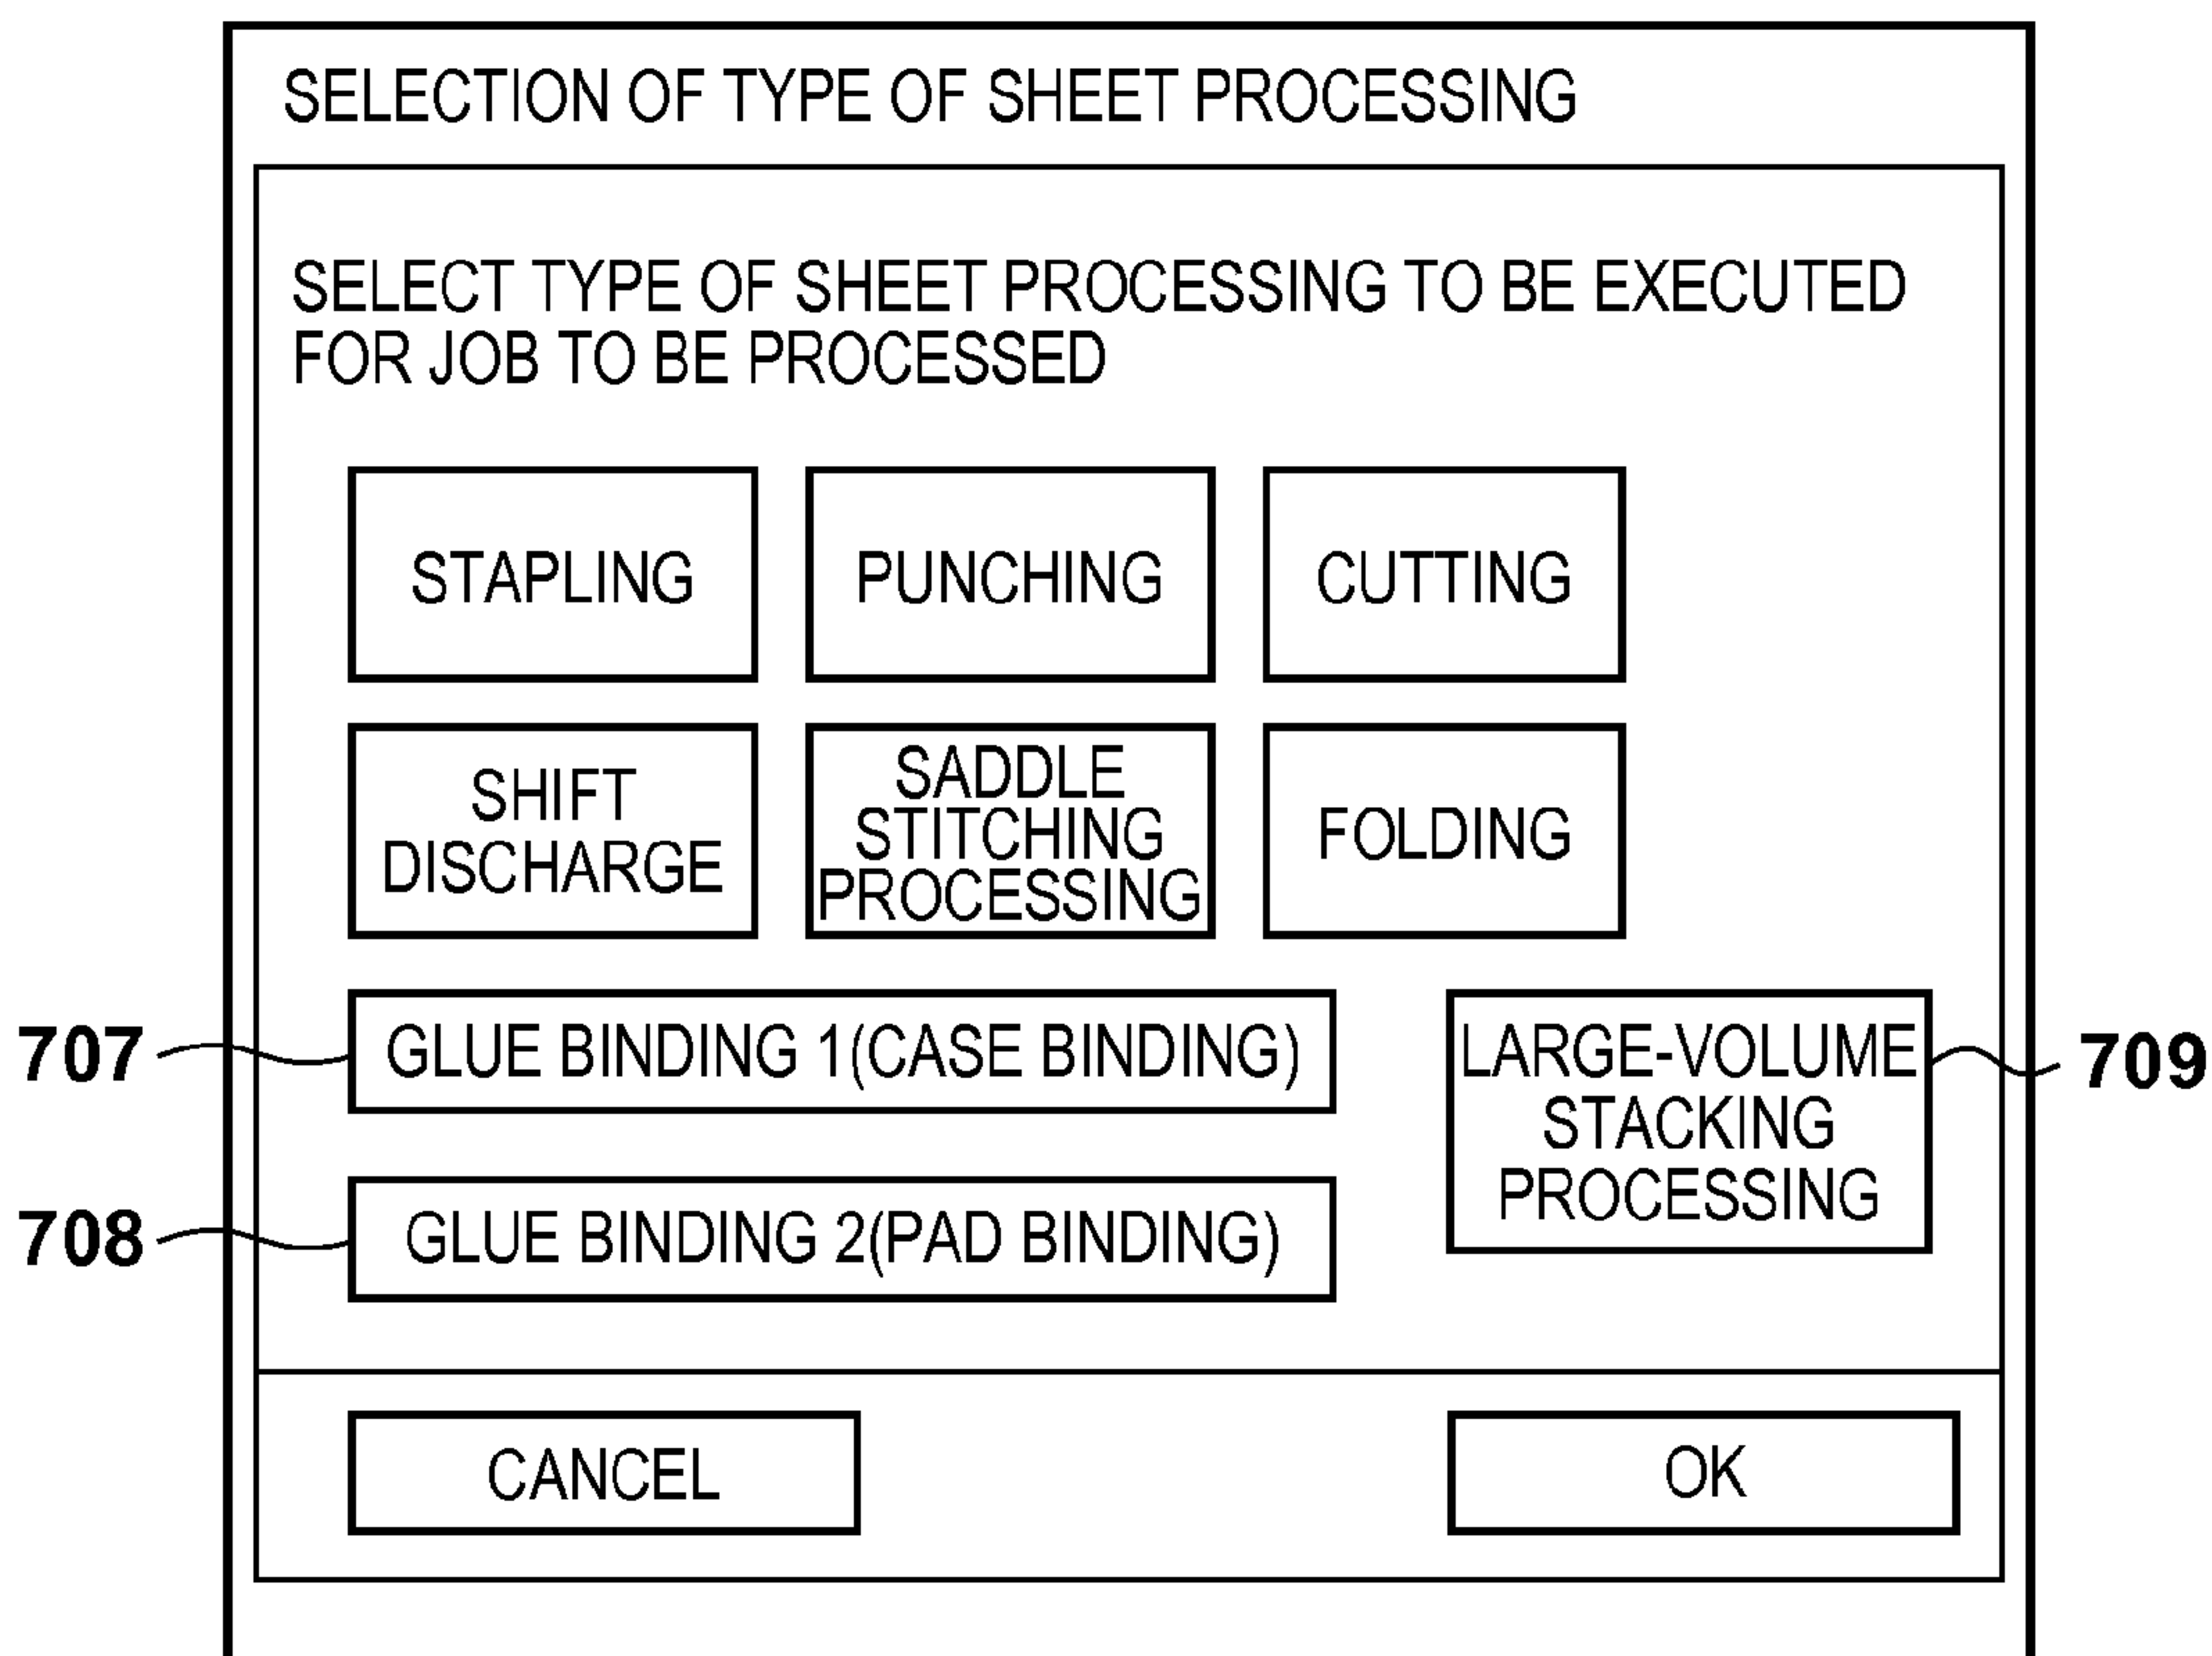 SELECTION OF TYPE OF SHEET PROCESSING
SELECT TYPE OF SHEET PROCESSING TO BE EXECUTED
FOR JOB TO BE PROCESSED
STAPLING
PUNCHING
CUTTING
SHIFT
DISCHARGE
SADDLE
STITCHING
PROCESSING
FOLDING
707
GLUE BINDING 1(CASE BINDING)
LARGE-VOLUME
STACKING
PROCESSING
709
708
GLUE BINDING 2(PAD BINDING)
CANCEL
OK